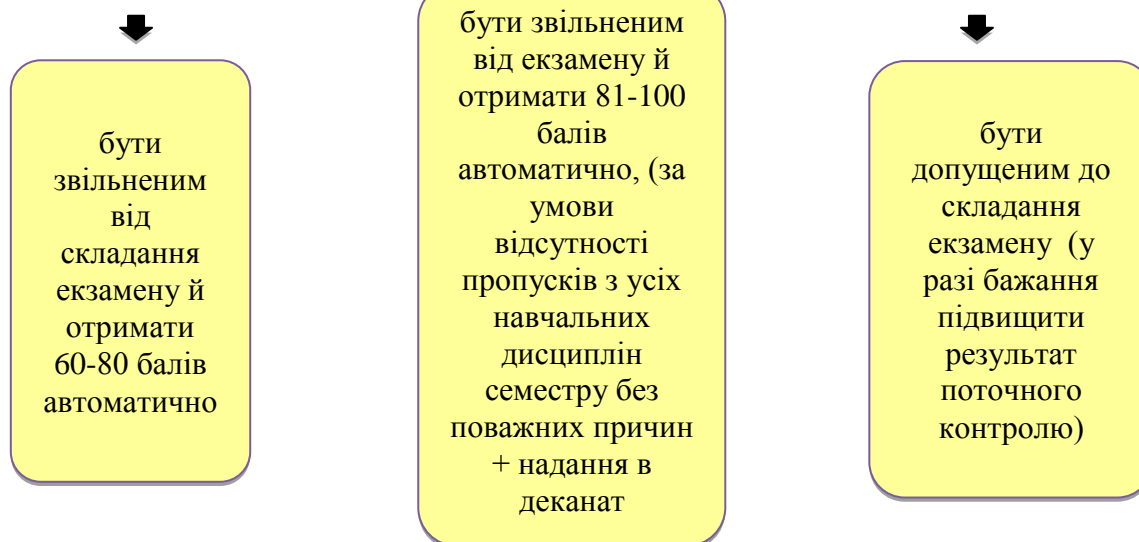 бути
звільненим
від
складання
екзамену й
отримати
60-80 балів
автоматично
бути звільненим
від екзамену й
отримати 81-100
балів
автоматично, (за
умови
відсутності
пропусків з усіх
навчальних
дисциплін
семестру без
поважних причин
+ надання в
деканат
бути
допущеним до
складання
екзамену (у
разі бажання
підвищити
результат
поточного
контролю)